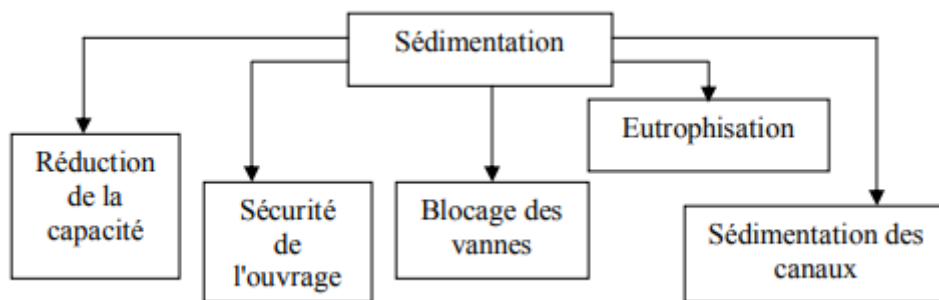 Sédimentation
Réduction
de la
capacité
Sécurité
de
l'ouvrage
Blocage des
vannes
Eutrophisation
Sédimentation des
canaux